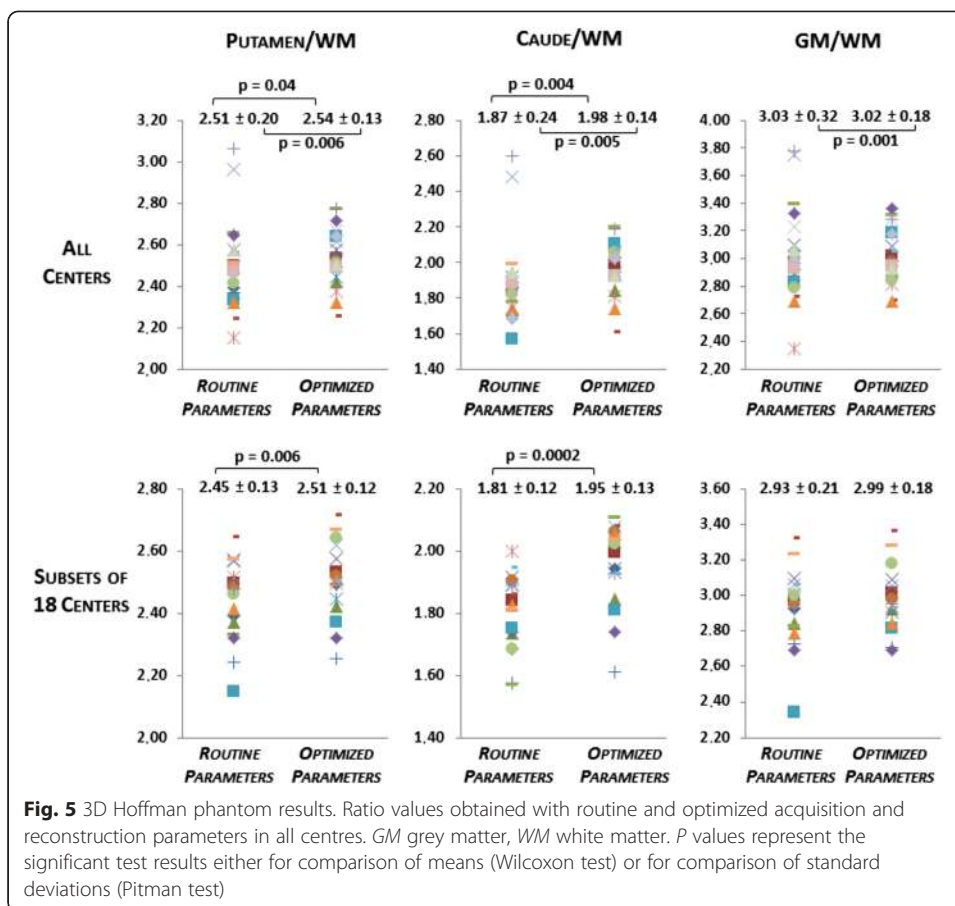 PUTAMEN/WM CAUDE/WM GM/WM
p = 0.04 p = 0.004
2.51 ± 0.20 2.54 ± 0.13 1.87 ± 0.24 1.98 ± 0.14 3.03 ± 0.32 3.02 ± 0.18
p = 0.006 p = 0.005 p = 0.001
ALL CENTERS
3,20
3,00
2.80
2.60
2.40
2,20
2,00
2.80
2.60
2.40
2.20
2.00
1.80
1.60
1.40
4.00
3,80
3.60
3.40
3.20
3.00
2.80
2.60
2.40
2,20
ROUTINE PARAMETERS OPTIMIZED PARAMETERS
ROUTINE PARAMETERS OPTIMIZED PARAMETERS
ROUTINE PARAMETERS OPTIMIZED PARAMETERS
p = 0.006 p = 0.0002
2.45 ± 0.13 2.51 ± 0.12 1.81 ± 0.12 1.95 ± 0.13 2.93 ± 0.21 2.99 ± 0.18
SUBSETS OF 18 CENTERS
2.80
2.60
2.40
2,20
2,00
2.20
2.00
1.80
1.60
1.40
3.60
3.40
3.20
3.00
2.80
2.60
2.40
2.20
ROUTINE PARAMETERS OPTIMIZED PARAMETERS
ROUTINE PARAMETERS OPTIMIZED PARAMETERS
ROUTINE PARAMETERS OPTIMIZED PARAMETERS
Fig. 5 3D Hoffman phantom results. Ratio values obtained with routine and optimized acquisition and
reconstruction parameters in all centres. GM grey matter, WM white matter. P values represent the
significant test results either for comparison of means (Wilcoxon test) or for comparison of standard
deviations (Pitman test)